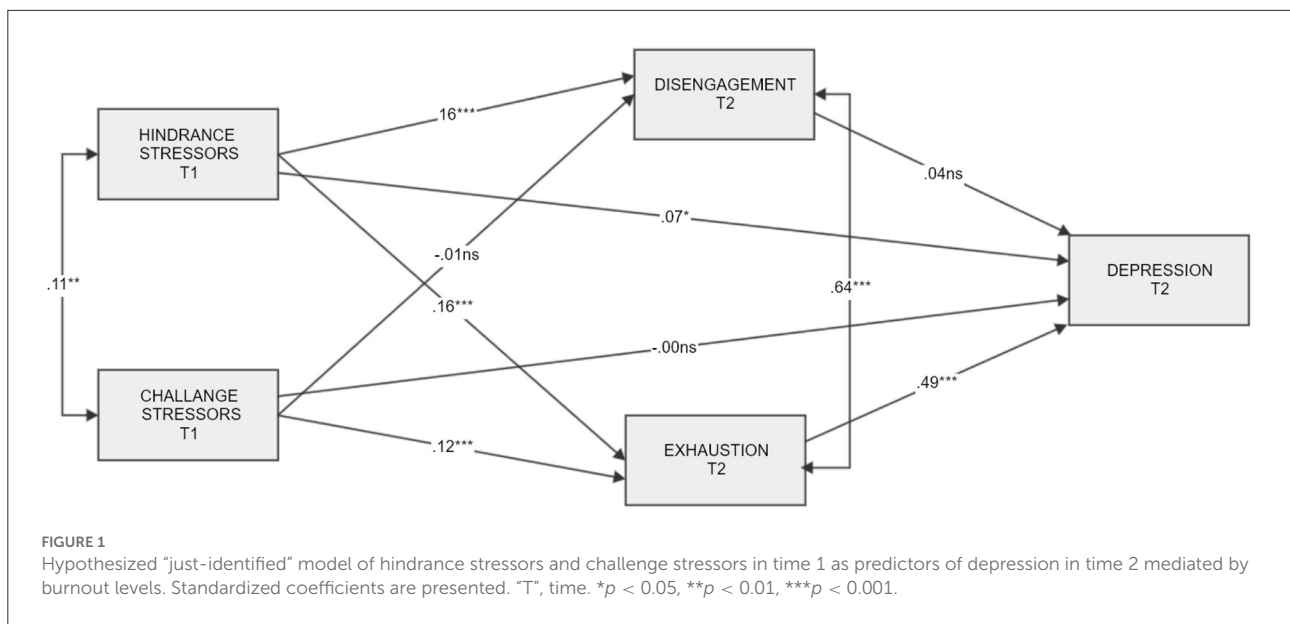 DISENGAGEMENT
T2
16***
HINDRANCE
STRESSORS
T1
.04ns
.07*
-.01ns
DEPRESSION
T2
.11**
.64***
.16***
-.00ns
CHALLANGE
STRESSORS
T1
.49***
.12***
EXHAUSTION
T2
FIGURE 1
Hypothesized "just-identified" model of hindrance stressors and challenge stressors in time 1 as predictors of depression in time 2 mediated by
burnout levels. Standardized coefficients are presented. "T", time. *p < 0.05, **p < 0.01, ***p < 0.001.